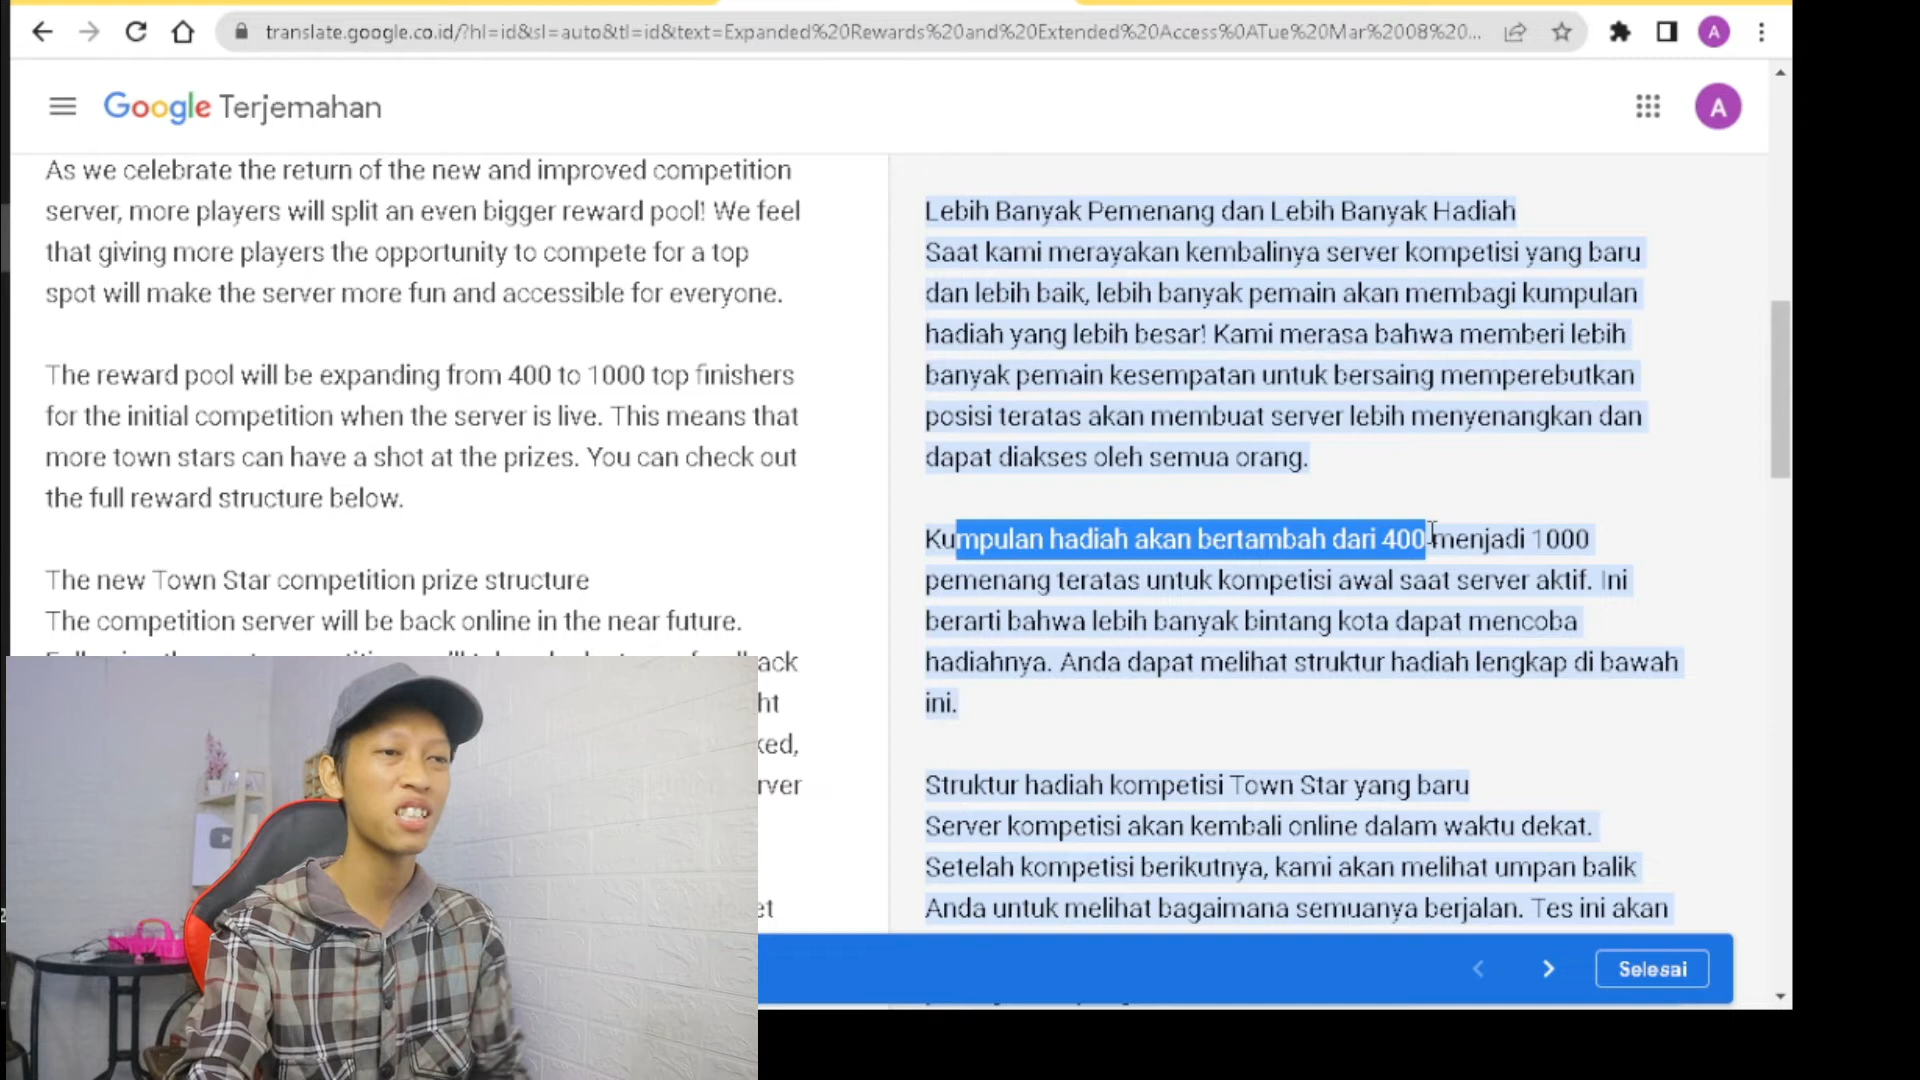 translate.google.co.id/?hl=id&sl=auto&tl=id&text=Expanded%20Rewards%20and%20Extended%20Access%0ATue%20Mar%2008%20...
A
Google Terjemahan
A
As we celebrate the return of the new and improved competition
server, more players will split an even bigger reward pool! We feel
that giving more players the opportunity to compete for a top
spot will make the server more fun and accessible for everyone.
The reward pool will be expanding from 400 to 1000 top finishers
for the initial competition when the server is live. This means that
more town stars can have a shot at the prizes. You can check out
the full reward structure below.
The new Town Star competition prize structure
The competition server will be back online in the near future.
Lebih Banyak Pemenang dan Lebih Banyak Hadiah
Saat kami merayakan kembalinya server kompetisi yang baru
dan lebih baik, lebih banyak pemain akan membagi kumpulan
hadiah yang lebih besar! Kami merasa bahwa memberi lebih
banyak pemain kesempatan untuk bersaing memperebutkan
posisi teratas akan membuat server lebih menyenangkan dan
dapat diakses oleh semua orang.
Kumpulan hadiah akan bertambah dari 400 menjadi 1000
pemenang teratas untuk kompetisi awal saat server aktif. Ini
berarti bahwa lebih banyak bintang kota dapat mencoba
hadiahnya. Anda dapat melihat struktur hadiah lengkap di bawah
ini.
Struktur hadiah kompetisi Town Star yang baru
Server kompetisi akan kembali online dalam waktu dekat.
Setelah kompetisi berikutnya, kami akan melihat umpan balik
Anda untuk melihat bagaimana semuanya berjalan. Tes ini akan
Selesai